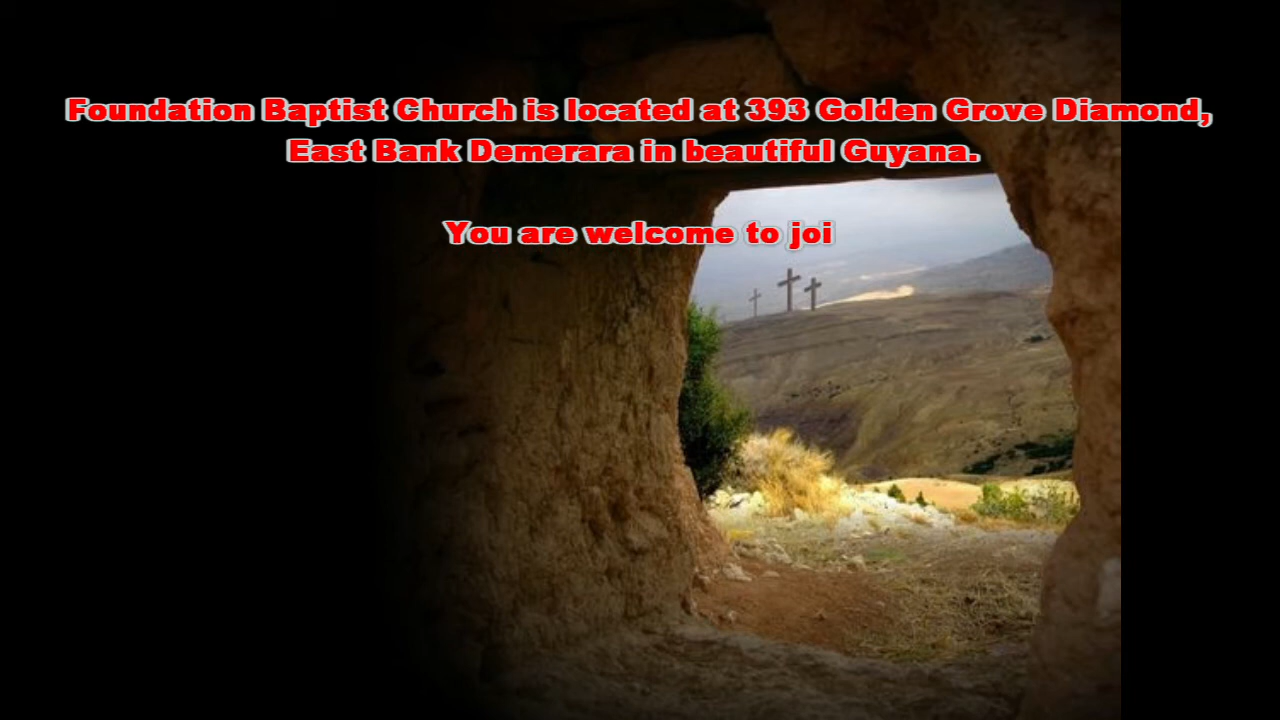 Foundation Baptist Church is located at 393 Golden Grove Diamond,
East Bank Demerara in beautiful Guyana.
You are welcome to joi